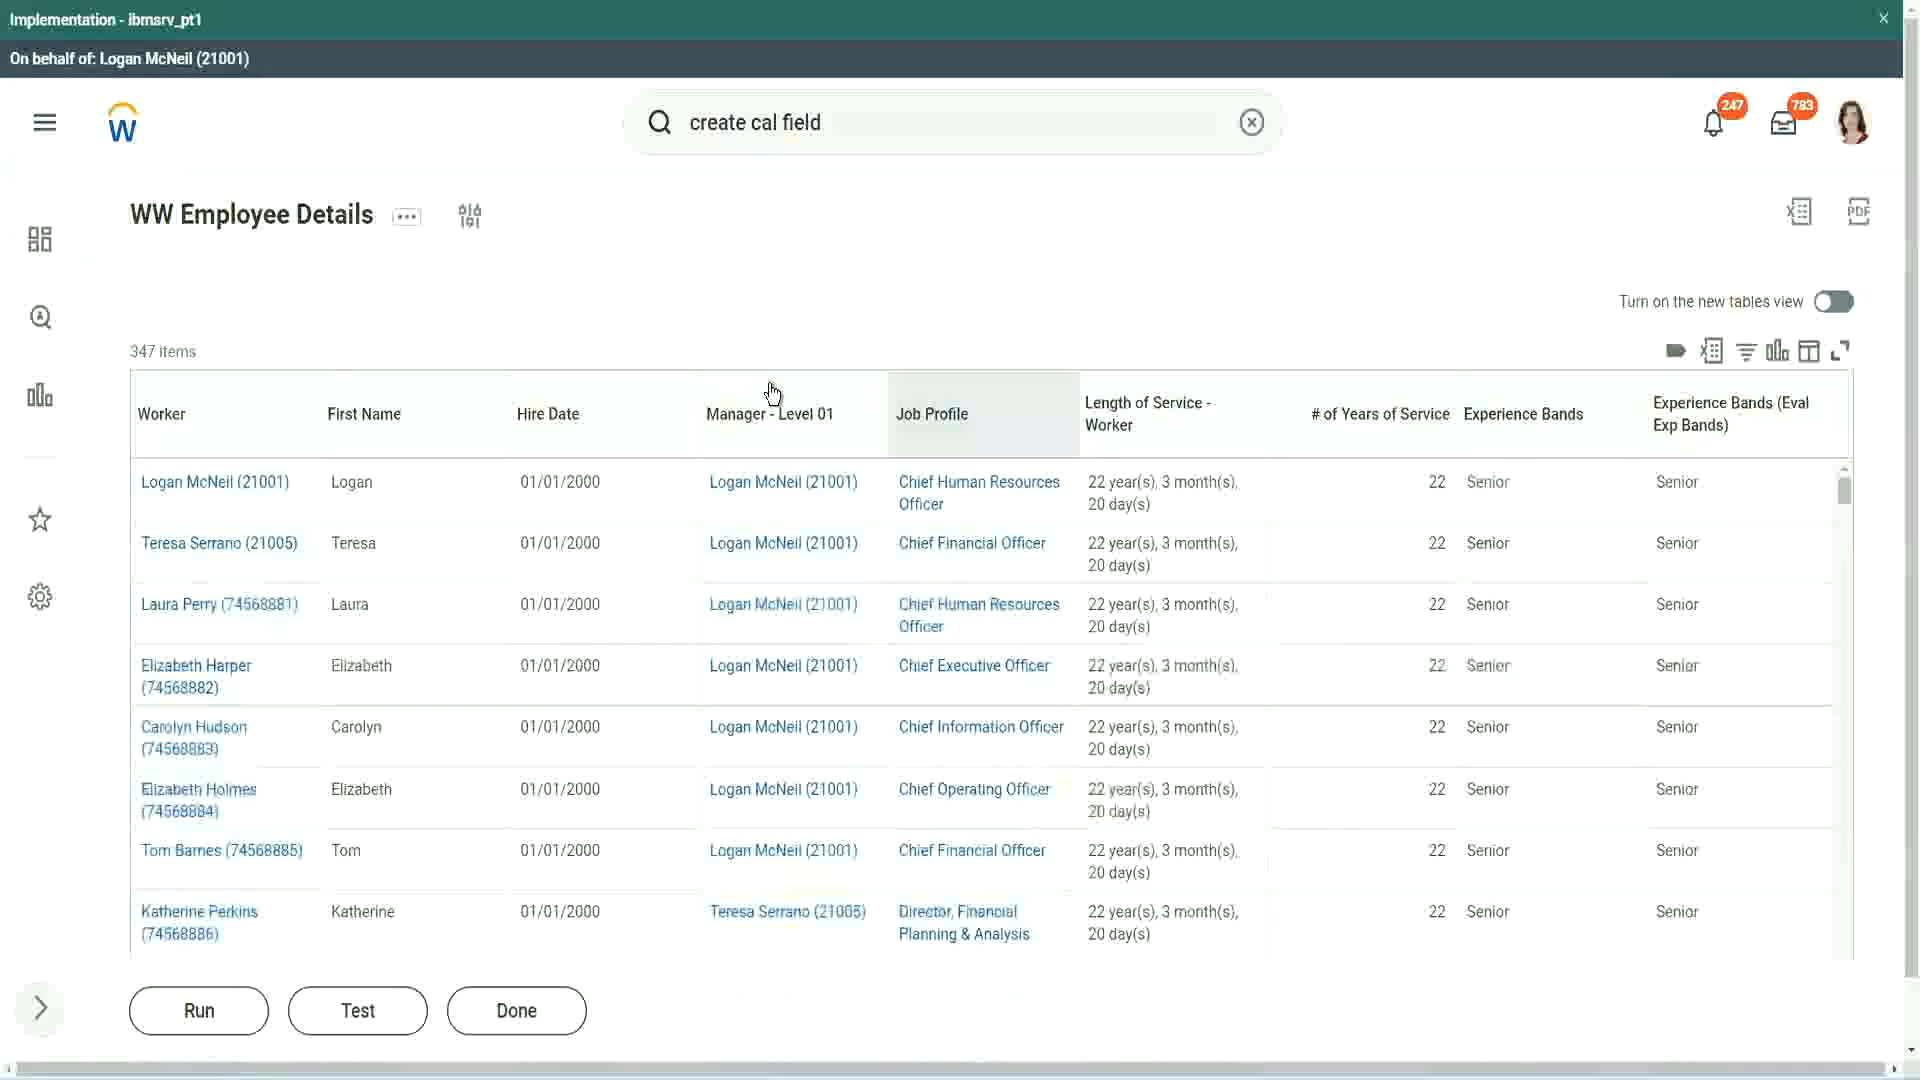 Implementation - ibmsrv_pt1
On behalf of: Logan McNeil (21001)
W
create cal field
247
783
WW Employee Details
PDF
Turn on the new tables view
347 items
Worker
First Name
Hire Date
Manager - Level 01
Job Profile
Length of Service -
Worker
# of Years of Service
Experience Bands
Experience Bands (Eval
Exp Bands)
Logan McNeil (21001)
Logan
01/01/2000
Logan McNeil (21001)
Chief Human Resources
Officer
22 year(s), 3 month(s),
20 day(s)
22
Senior
Senior
Teresa Serrano (21005)
Teresa
01/01/2000
Logan McNeil (21001)
Chief Financial Officer
22 year(s), 3 month(s),
20 day(s)
22
Senior
Senior
Laura Perry (74568881)
Laura
01/01/2000
Logan McNeil (21001)
Chief Human Resources
Officer
22 year(s), 3 month(s),
20 day(s)
22
Senior
Senior
Elizabeth Harper
(74568882)
Elizabeth
01/01/2000
Logan McNeil (21001)
Chief Executive Officer
22 year(s), 3 month(s),
20 day(s)
22
Senior
Senior
Carolyn Hudson
(74568883)
Carolyn
01/01/2000
Logan McNeil (21001)
Chief Information Officer
22 year(s), 3 month(s),
20 day(s)
22
Senior
Senior
Elizabeth Holmes
(74568884)
Elizabeth
01/01/2000
Logan McNeil (21001)
Chief Operating Officer
22 year(s), 3 month(s),
20 day(s)
22
Senior
Senior
Tom Barnes (74568885)
Tom
01/01/2000
Logan McNeil (21001)
Chief Financial Officer
22 year(s), 3 month(s),
20 day(s)
22
Senior
Senior
Katherine Perkins
(74568886)
Katherine
01/01/2000
Teresa Serrano (21005)
Director, Financial
Planning & Analysis
22 year(s), 3 month(s),
20 day(s)
22
Senior
Senior
Run
Test
Done